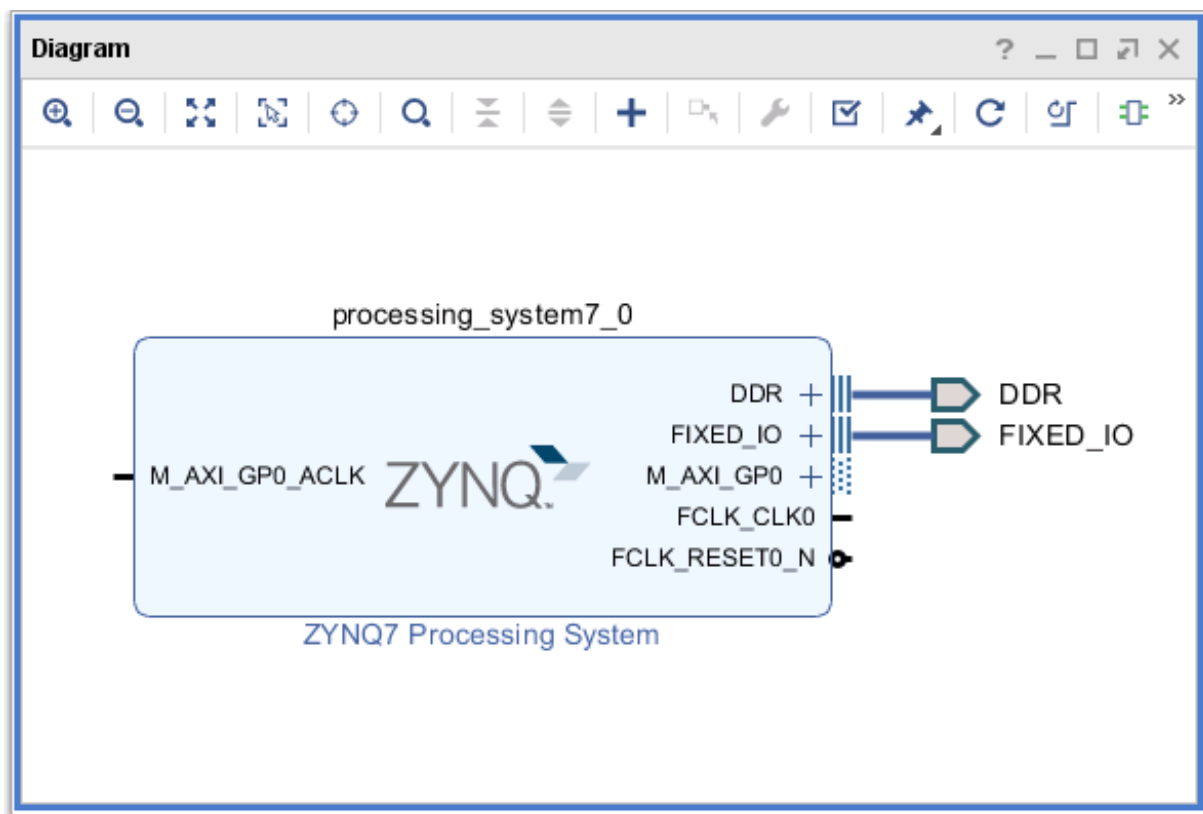 Diagram
processing_system7_0
DDR
FIXED_IO
M_AXI_GP0_ACLK
ZYNQ
M_AXI_GP0
FCLK_CLK0
FCLK_RESET0_N
DDR
FIXED_IO
ZYNQ7 Processing System